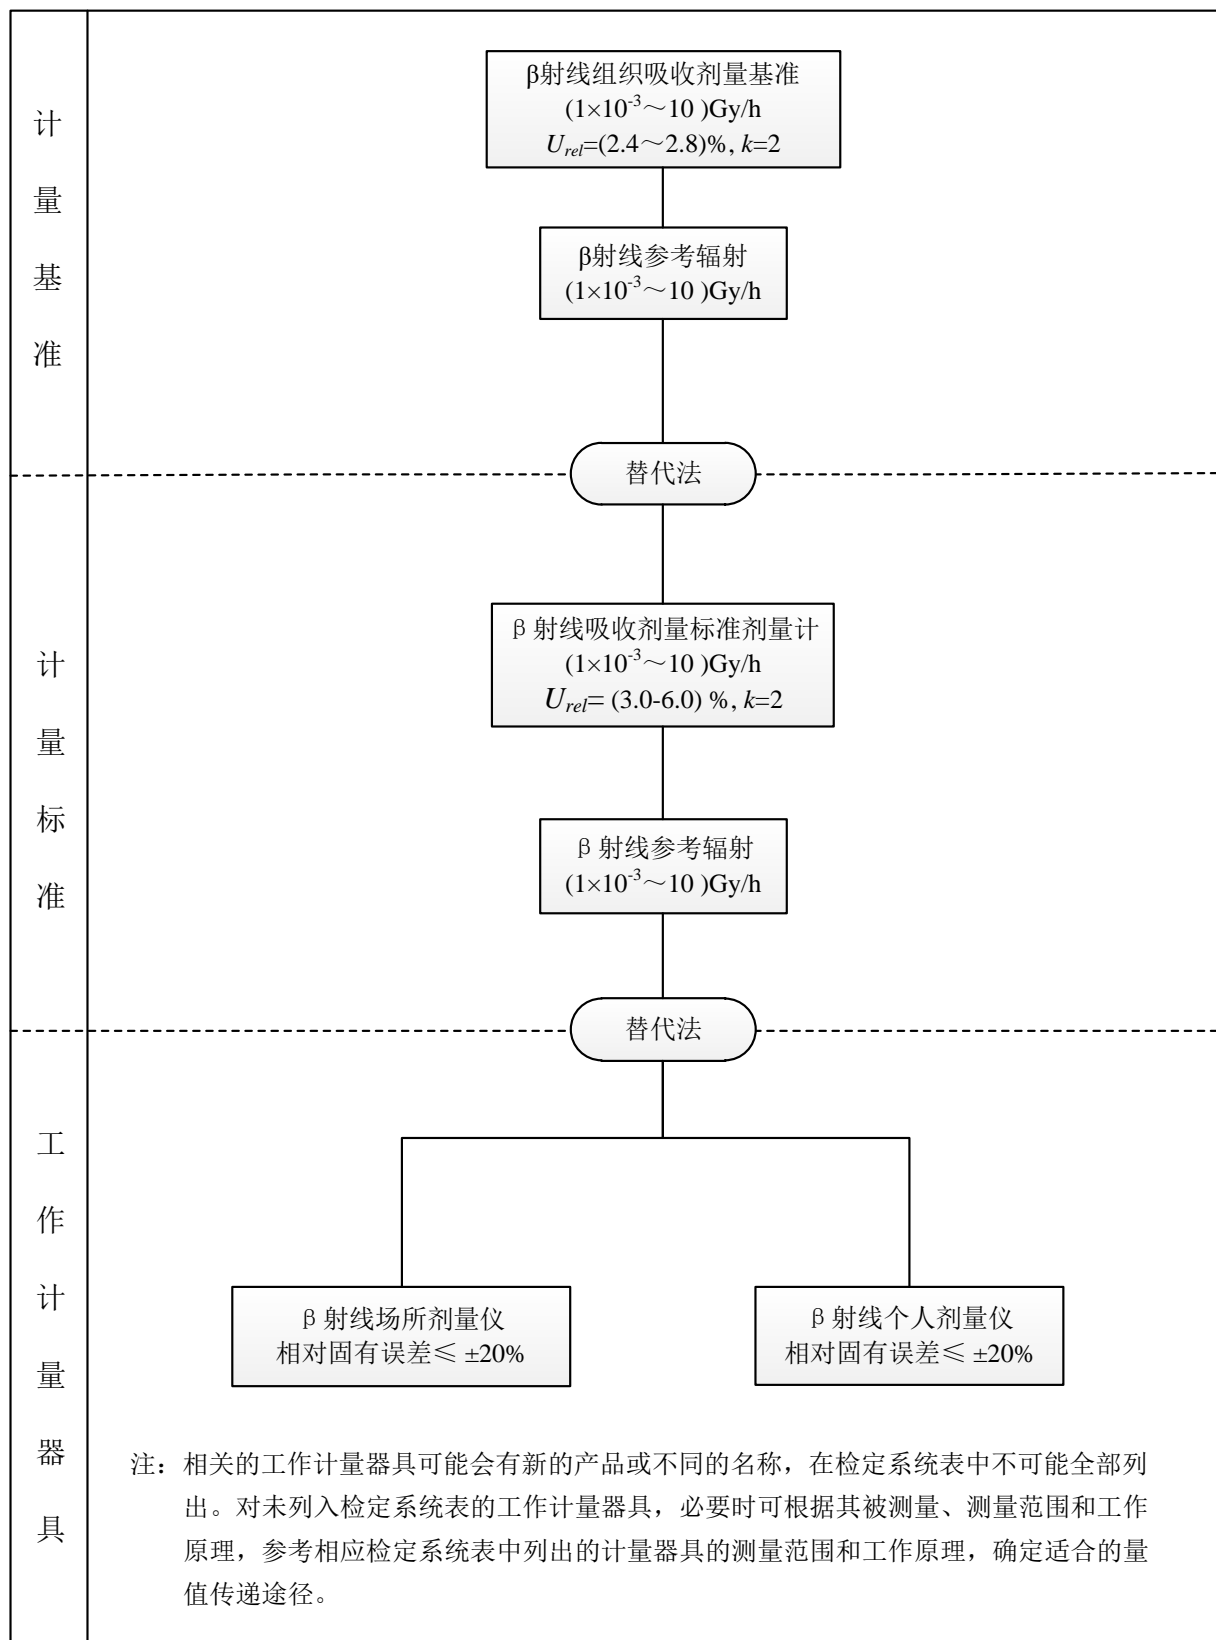 计量基准
β射线组织吸收剂量基准
(1×10⁻³～10 )Gy/h
U_rel=(2.4～2.8)%, k=2
β射线参考辐射
(1×10⁻³～10 )Gy/h
替代法
计量标准
β射线吸收剂量标准剂量计
(1×10⁻³～10 )Gy/h
U_rel= (3.0-6.0) %, k=2
β射线参考辐射
(1×10⁻³～10 )Gy/h
替代法
工作计量器具
β射线场所剂量仪
相对固有误差≤ ±20%
β射线个人剂量仪
相对固有误差≤ ±20%
注：相关的工作计量器具可能会有新的产品或不同的名称，在检定系统表中不可能全部列
出。对未列入检定系统表的工作计量器具，必要时可根据其被测量、测量范围和工作
原理，参考相应检定系统表中列出的计量器具的测量范围和工作原理，确定适合的量
值传递途径。